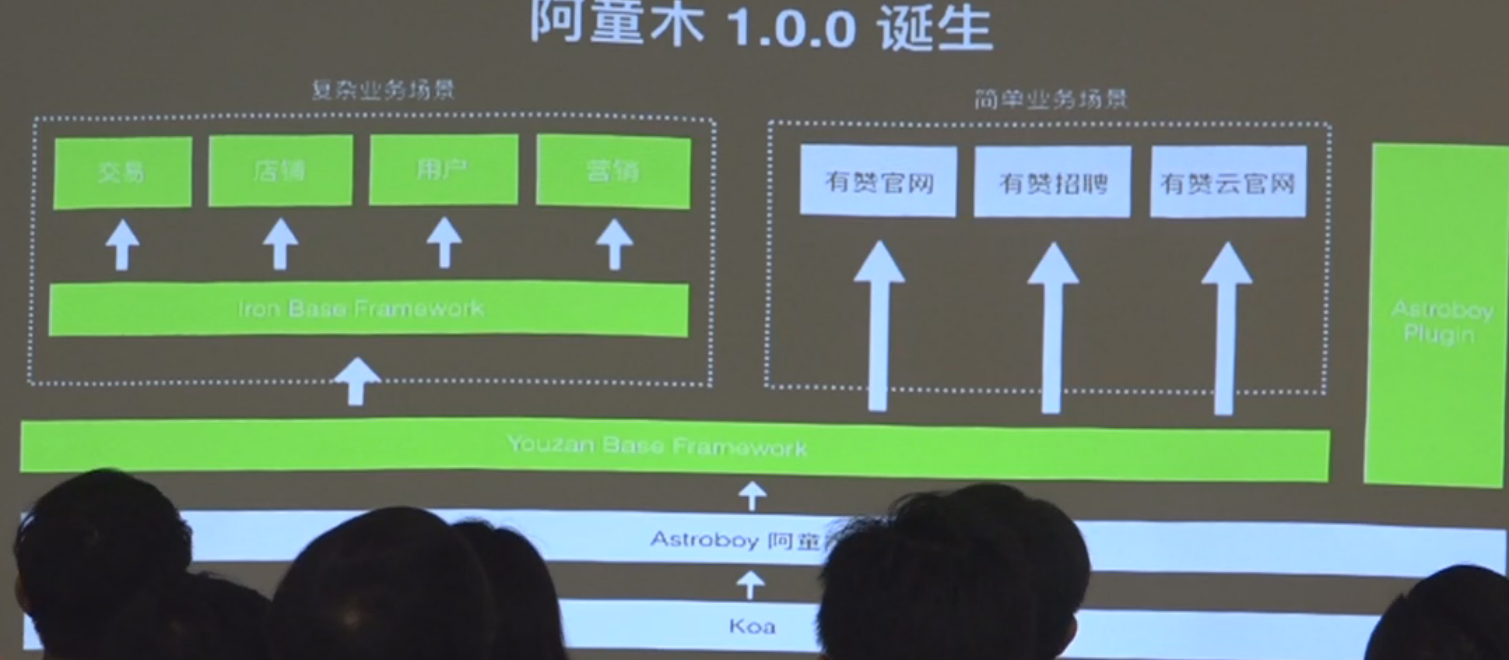 阿童木 1.0.0 诞生
复杂业务场景
简单业务场景
交易
店铺
用户
营销
有赞官网
有赞招聘
有赞云官网
Iron Base Framework
Astroboy
Plugin
Youzan Base Framework
Astroboy 阿童
Koa